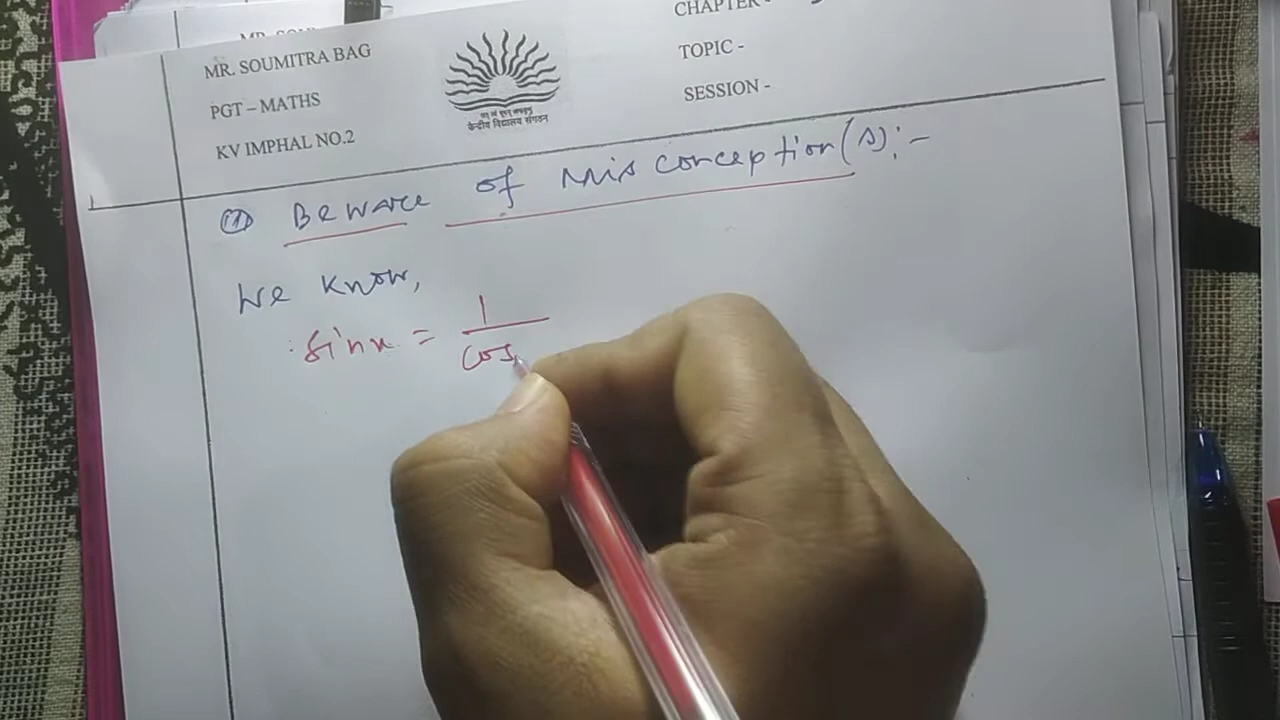 MR. SOUMITRA BAG
PGT – MATHS
KV IMPHAL NO.2
केन्द्रीय विद्यालय संगठन
CHAPTER -
TOPIC -
SESSION -
(1) Beware of Misconception(s):-
We know,
sinx = 1/cos